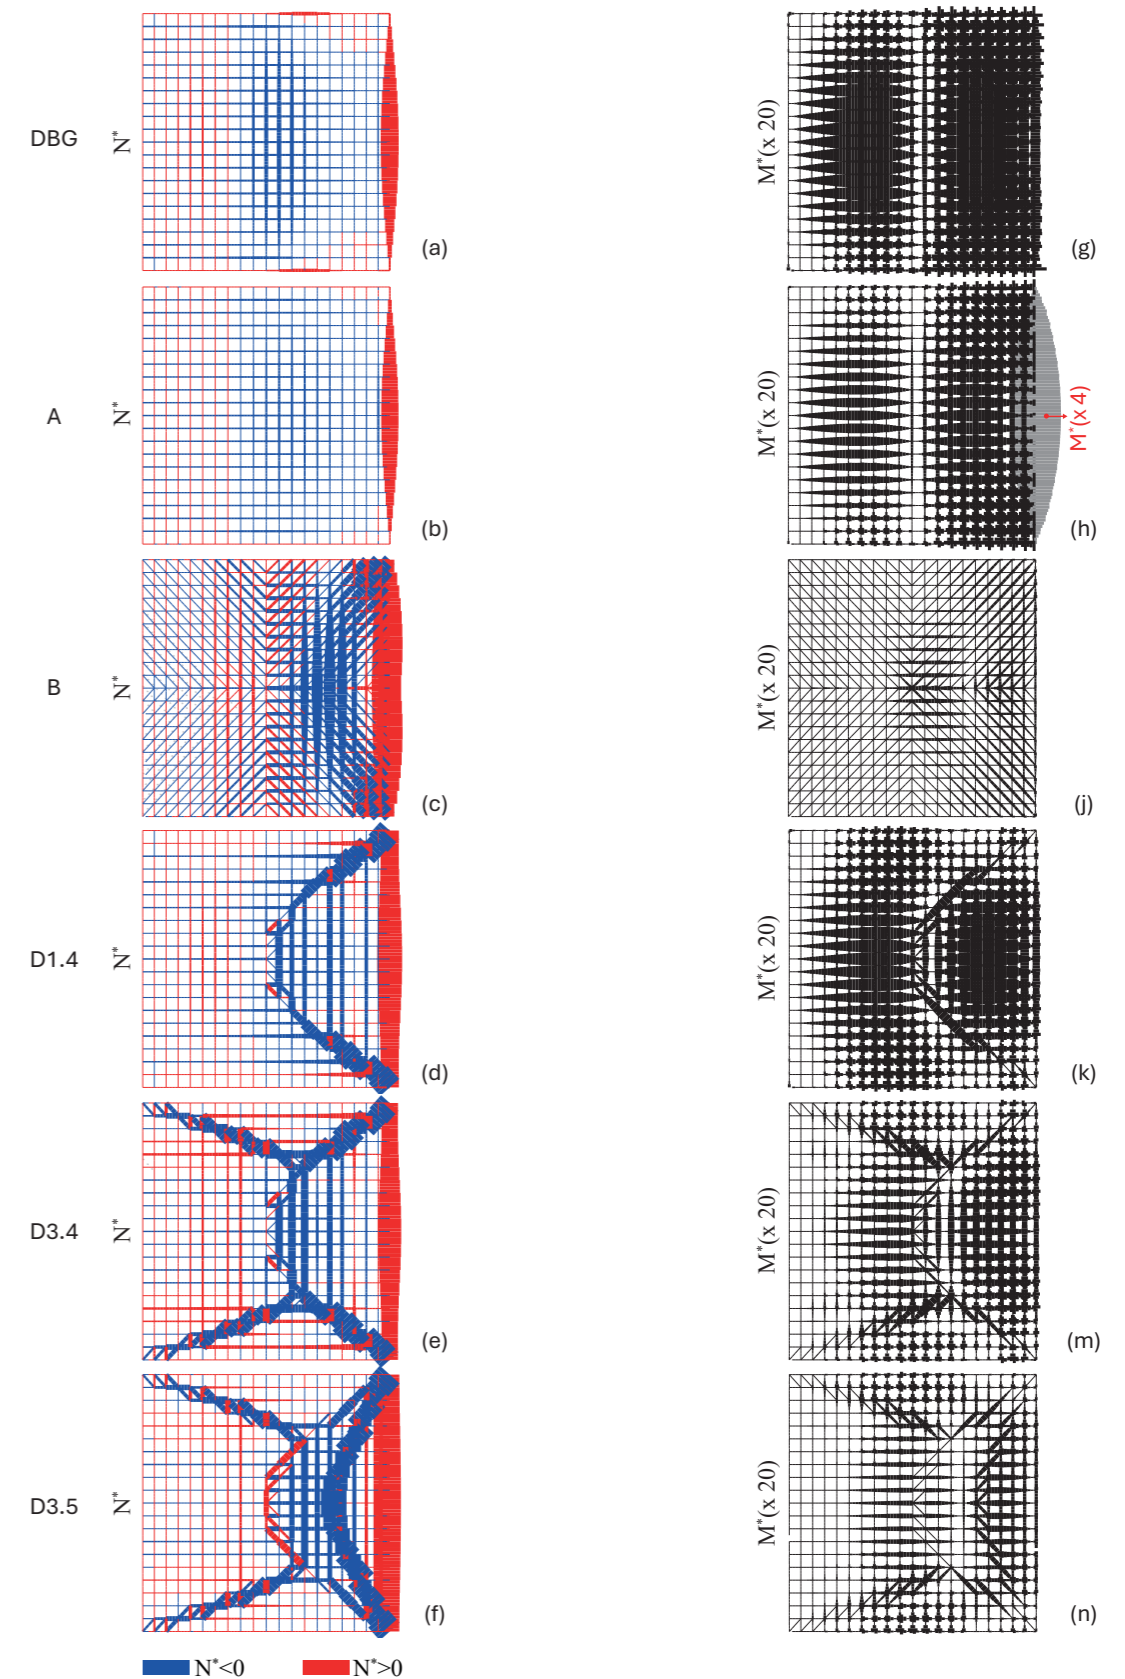 DBG N* (a) M*(x 20) (g)
A N* (b) M*(x 20) M*(x 4) (h)
B N* (c) M*(x 20) (j)
D1.4 N* (d) M*(x 20) (k)
D3.4 N* (e) M*(x 20) (m)
D3.5 N* (f) M*(x 20) (n)
N*<0 N*>0